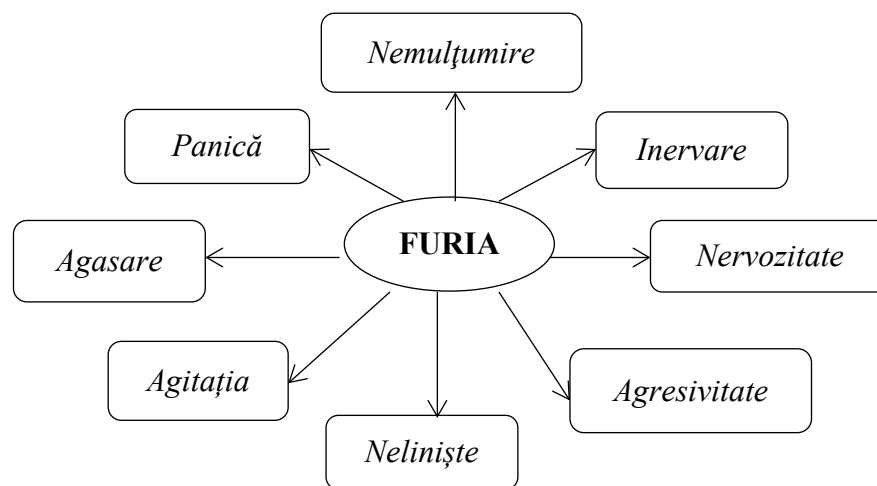 Nemulţumire
Panică
Inervare
FURIA
Agasare
Nervozitate
Agitația
Agresivitate
Neliniște